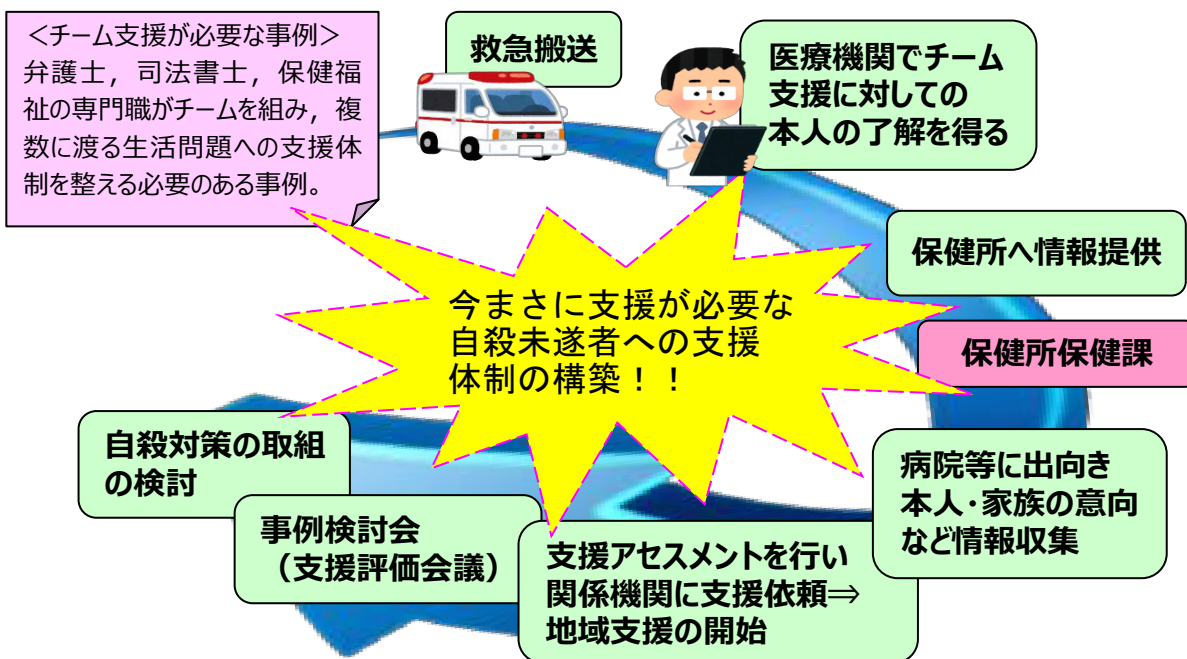 <チーム支援が必要な事例>
弁護士，司法書士，保健福
祉の専門職がチームを組み，複
数に渡る生活問題への支援体
制を整える必要のある事例。
救急搬送
医療機関でチーム
支援に対しての
本人の了解を得る
保健所へ情報提供
保健所保健課
今まさに支援が必要な
自殺未遂者への支援
体制の構築！！
病院等に出向き
本人・家族の意向
など情報収集
支援アセスメントを行い
関係機関に支援依頼⇒
地域支援の開始
事例検討会
（支援評価会議）
自殺対策の取組
の検討